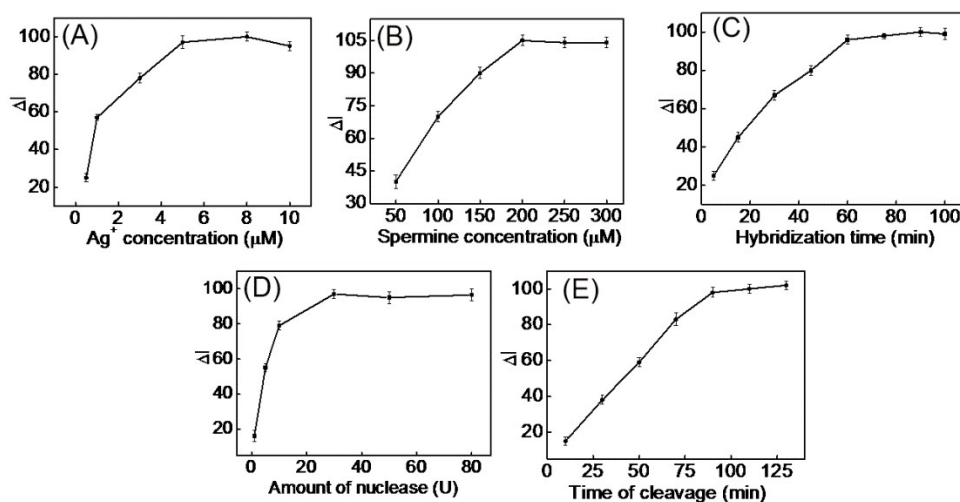 (A)
ΔI
100
80
60
40
20
0 2 4 6 8 10
Ag⁺ concentration (μM)
(B)
ΔI
105
90
75
60
45
30
50 100 150 200 250 300
Spermine concentration (μM)
(C)
ΔI
100
80
60
40
20
0 20 40 60 80 100
Hybridization time (min)
(D)
ΔI
100
80
60
40
20
0 20 40 60 80
Amount of nuclease (U)
(E)
ΔI
100
80
60
40
20
0 25 50 75 100 125
Time of cleavage (min)